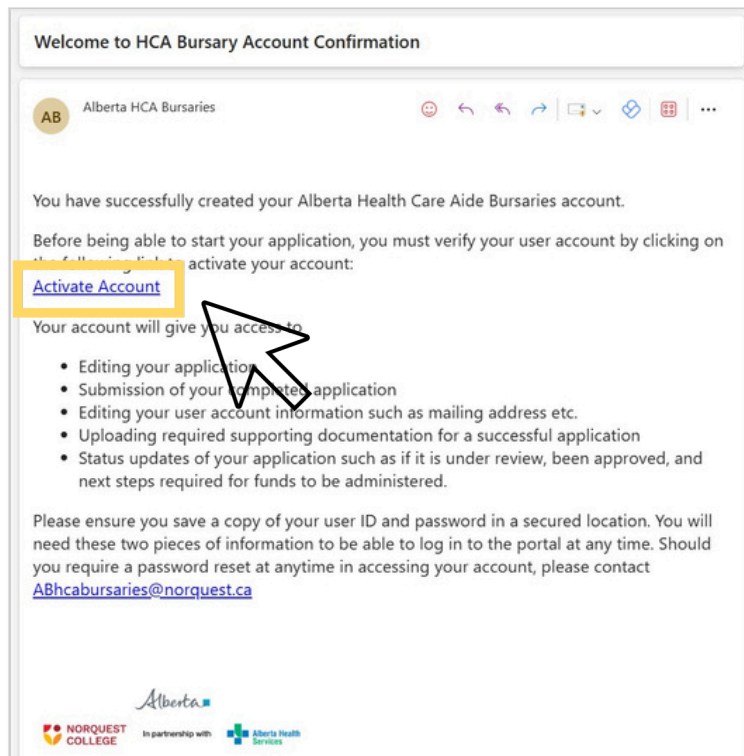 Welcome to HCA Bursary Account Confirmation
AB
Alberta HCA Bursaries
You have successfully created your Alberta Health Care Aide Bursaries account.
Before being able to start your application, you must verify your user account by clicking on
the following link to activate your account:
Activate Account
Your account will give you access to
• Editing your application
• Submission of your completed application
• Editing your user account information such as mailing address etc.
• Uploading required supporting documentation for a successful application
• Status updates of your application such as if it is under review, been approved, and
next steps required for funds to be administered.
Please ensure you save a copy of your user ID and password in a secured location. You will
need these two pieces of information to be able to log in to the portal at any time. Should
you require a password reset at anytime in accessing your account, please contact
ABhcabursaries@norquest.ca
Alberta
NORQUEST
COLLEGE
In partnership with
Alberta Health
Services